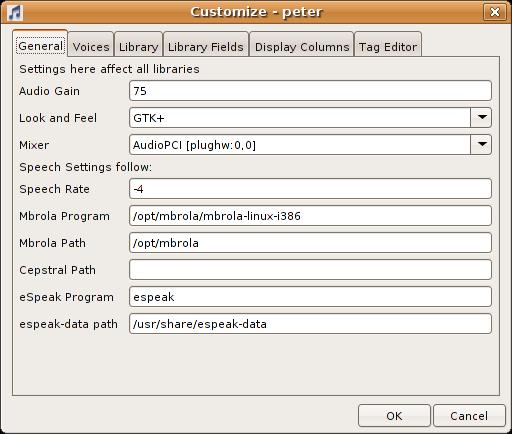 Customize - peter
General Voices Library Library Fields Display Columns Tag Editor
Settings here affect all libraries
Audio Gain 75
Look and Feel GTK+
Mixer AudioPCI [plughw:0,0]
Speech Settings follow:
Speech Rate -4
Mbrola Program /opt/mbrola/mbrola-linux-i386
Mbrola Path /opt/mbrola
Cepstral Path
eSpeak Program espeak
espeak-data path /usr/share/espeak-data
OK Cancel